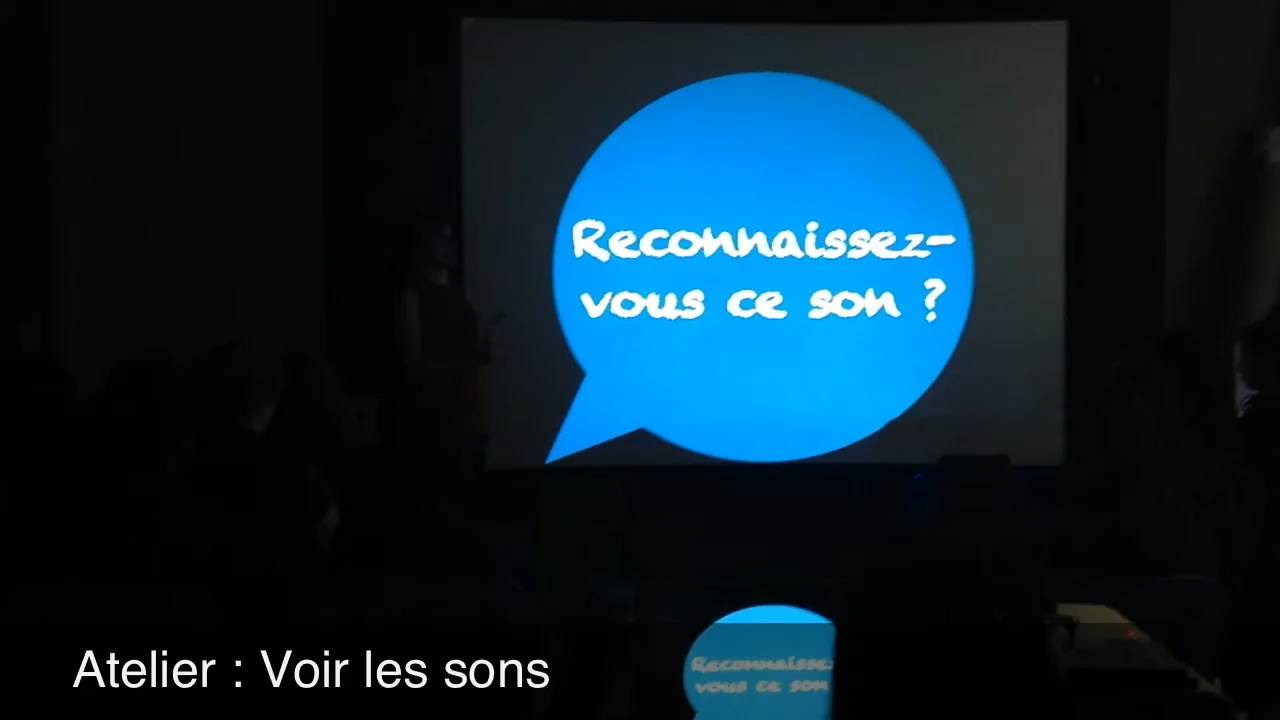 Reconnaissez-
vous ce son ?
Reconnaissez
vous ce son
Atelier : Voir les sons